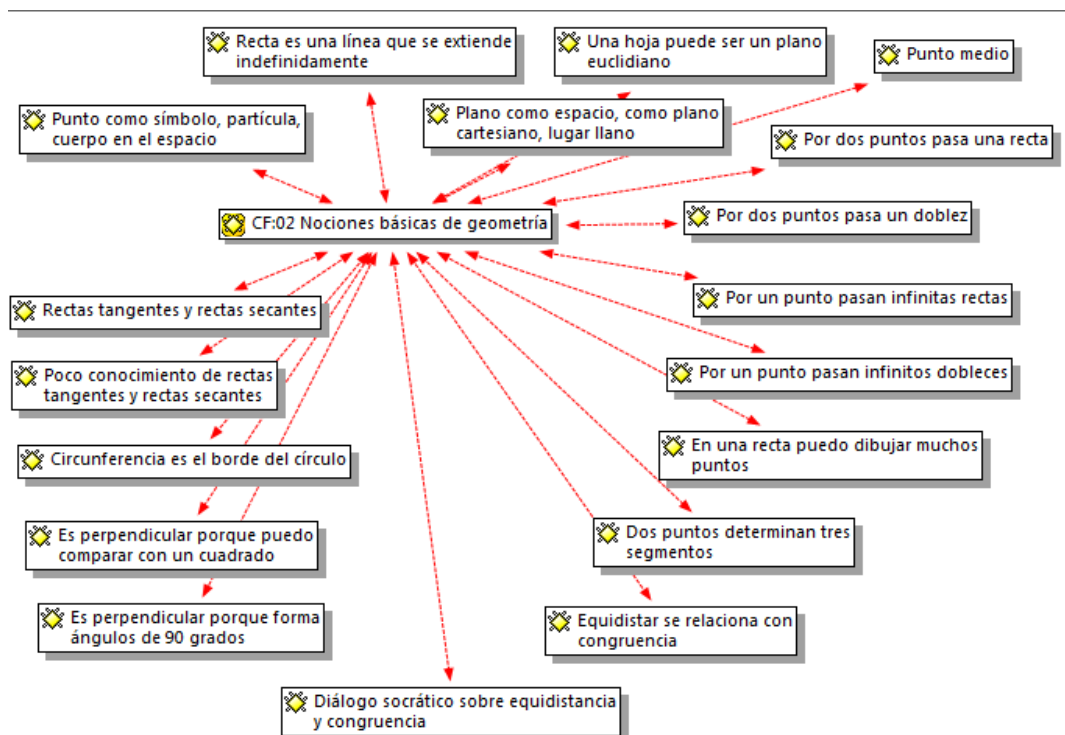 Recta es una línea que se extiende
indefinidamente
Una hoja puede ser un plano
euclidiano
Punto medio
Punto como símbolo, partícula,
cuerpo en el espacio
Plano como espacio, como plano
cartesiano, lugar llano
Por dos puntos pasa una recta
CF:02 Nociones básicas de geometría
Por dos puntos pasa un doblez
Rectas tangentes y rectas secantes
Por un punto pasan infinitas rectas
Poco conocimiento de rectas
tangentes y rectas secantes
Por un punto pasan infinitos dobleces
Circunferencia es el borde del círculo
En una recta puedo dibujar muchos
puntos
Es perpendicular porque puedo
comparar con un cuadrado
Dos puntos determinan tres
segmentos
Es perpendicular porque forma
ángulos de 90 grados
Equidistar se relaciona con
congruencia
Diálogo socrático sobre equidistancia
y congruencia